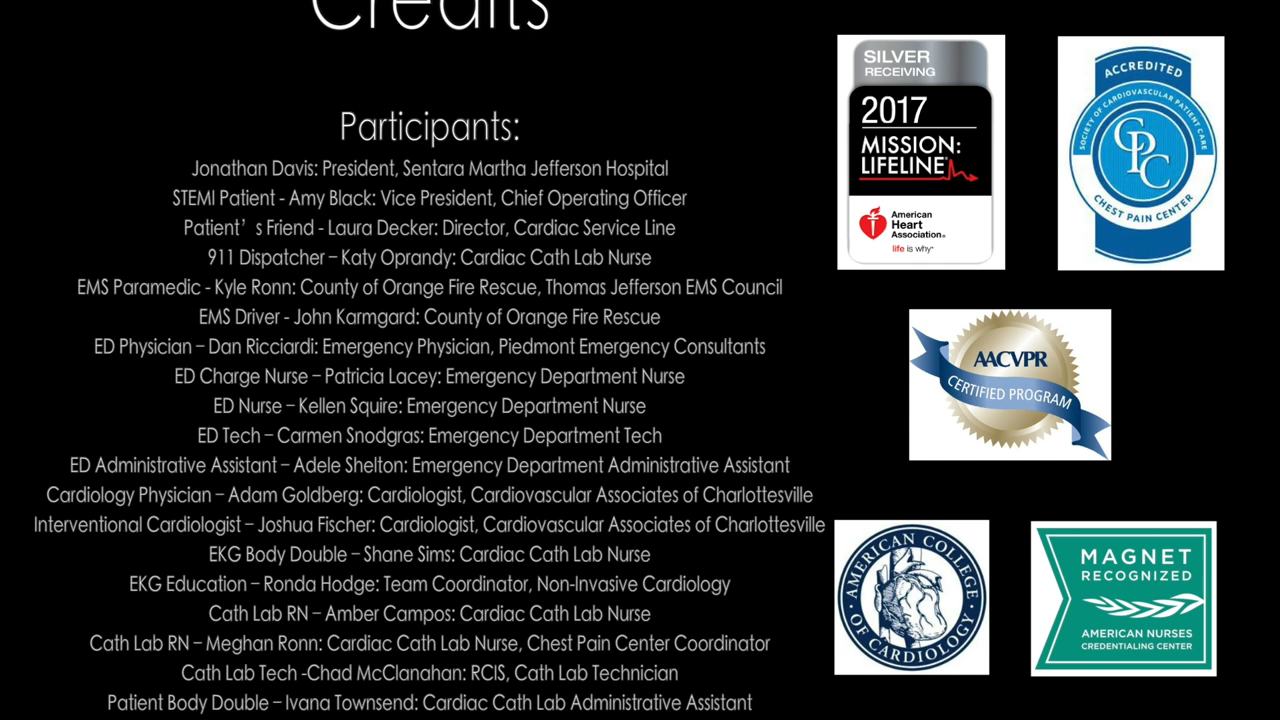 Credits
Participants:
Jonathan Davis: President, Sentara Martha Jefferson Hospital
STEMI Patient - Amy Black: Vice President, Chief Operating Officer
Patient’s Friend - Laura Decker: Director, Cardiac Service Line
911 Dispatcher – Katy Oprandy: Cardiac Cath Lab Nurse
EMS Paramedic - Kyle Ronn: County of Orange Fire Rescue, Thomas Jefferson EMS Council
EMS Driver - John Karmgard: County of Orange Fire Rescue
ED Physician – Dan Ricciardi: Emergency Physician, Piedmont Emergency Consultants
ED Charge Nurse – Patricia Lacey: Emergency Department Nurse
ED Nurse – Kellen Squire: Emergency Department Nurse
ED Tech – Carmen Snodgras: Emergency Department Tech
ED Administrative Assistant – Adele Shelton: Emergency Department Administrative Assistant
Cardiology Physician – Adam Goldberg: Cardiologist, Cardiovascular Associates of Charlottesville
Interventional Cardiologist – Joshua Fischer: Cardiologist, Cardiovascular Associates of Charlottesville
EKG Body Double – Shane Sims: Cardiac Cath Lab Nurse
EKG Education – Ronda Hodge: Team Coordinator, Non-Invasive Cardiology
Cath Lab RN – Amber Campos: Cardiac Cath Lab Nurse
Cath Lab RN – Meghan Ronn: Cardiac Cath Lab Nurse, Chest Pain Center Coordinator
Cath Lab Tech -Chad McClanahan: RCIS, Cath Lab Technician
Patient Body Double – Ivana Townsend: Cardiac Cath Lab Administrative Assistant
SILVER
RECEIVING
2017
MISSION:
LIFELINE®
American
Heart
Association®
life is why™
ACCREDITED
SOCIETY OF CARDIOVASCULAR PATIENT CARE
CPC
CHEST PAIN CENTER
AACVPR
CERTIFIED PROGRAM
AMERICAN COLLEGE
OF CARDIOLOGY
MAGNET
RECOGNIZED
AMERICAN NURSES
CREDENTIALING CENTER